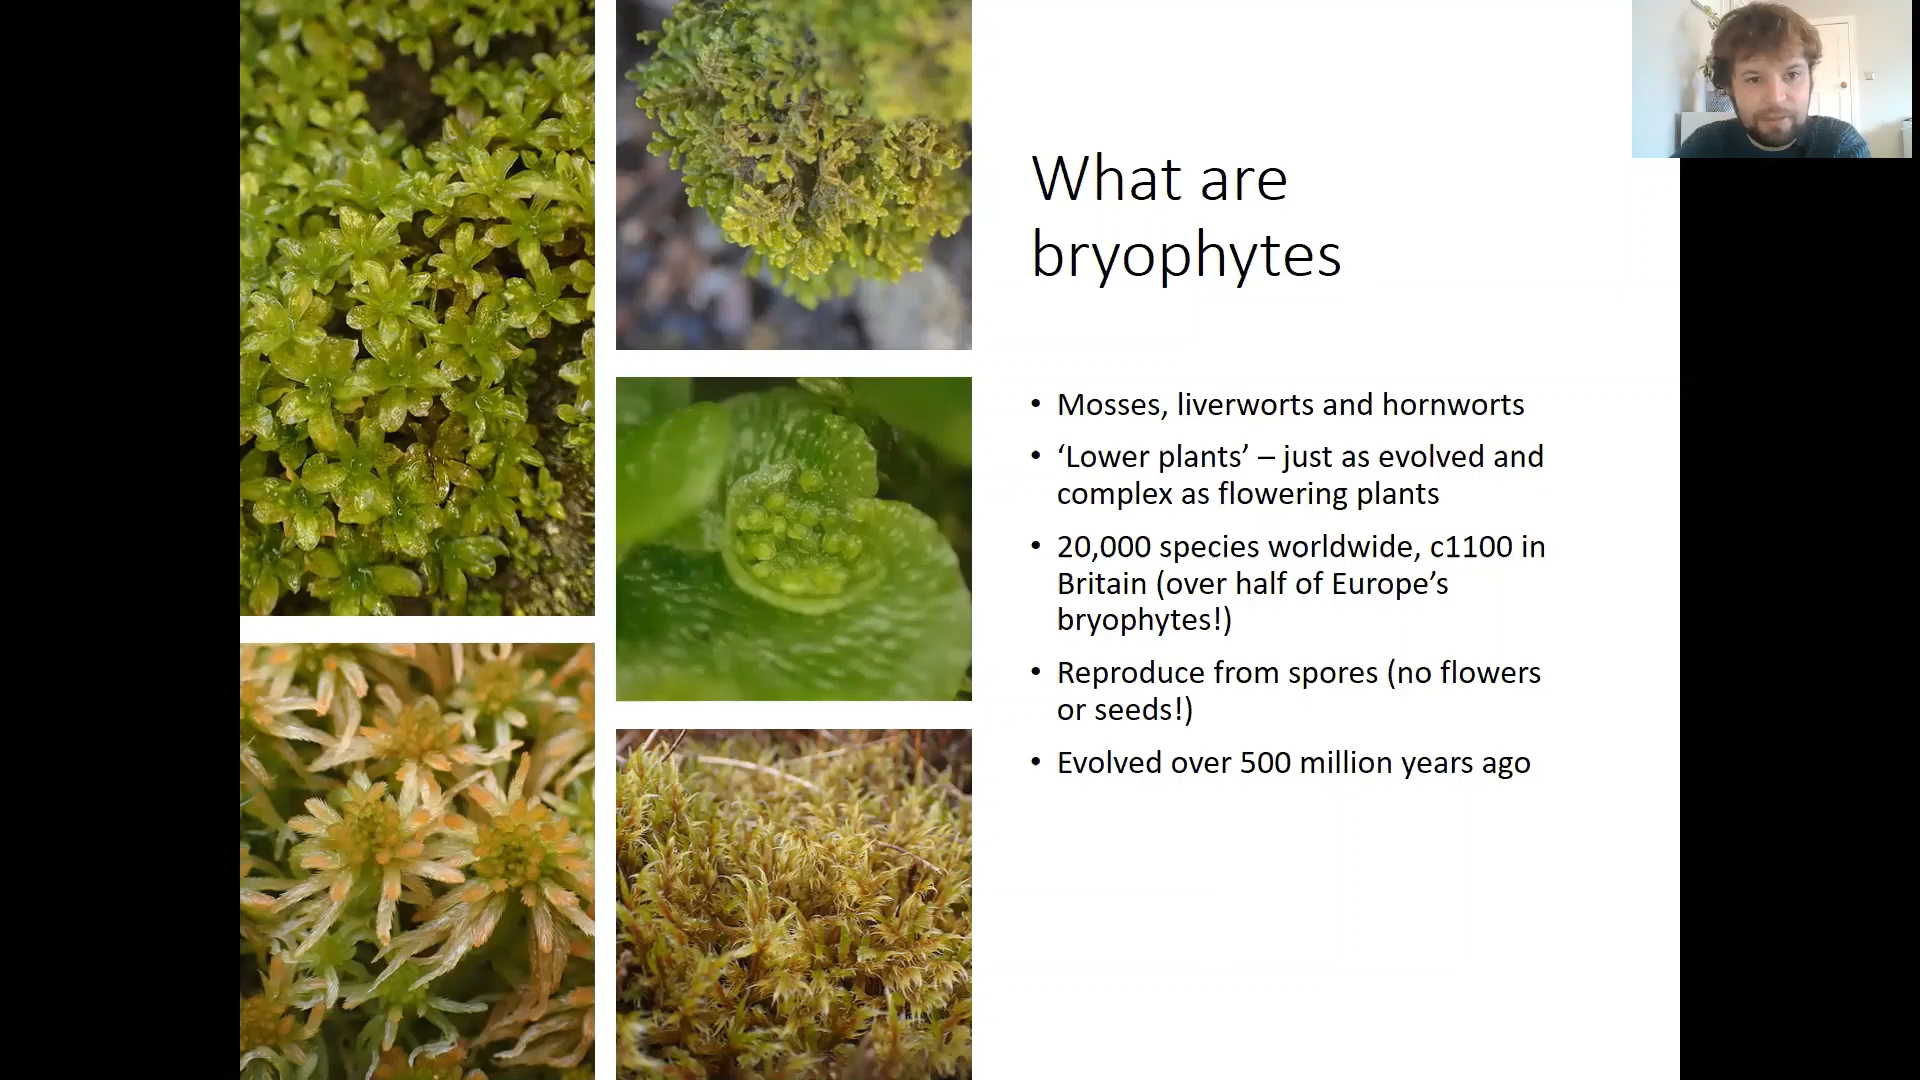 What are
bryophytes
• Mosses, liverworts and hornworts
• ‘Lower plants’ – just as evolved and
complex as flowering plants
• 20,000 species worldwide, c1100 in
Britain (over half of Europe’s
bryophytes!)
• Reproduce from spores (no flowers
or seeds!)
• Evolved over 500 million years ago